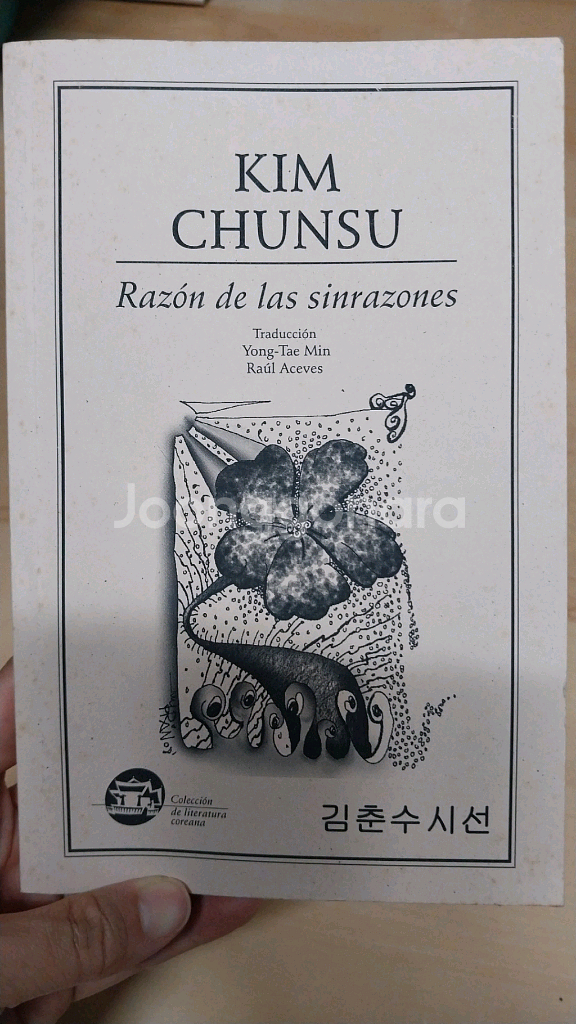 KIM
CHUNSU
Razón de las sinrazones
Traducción
Yong-Tae Min
Raúl Aceves
Colección
de literatura
coreana
김춘수 시선